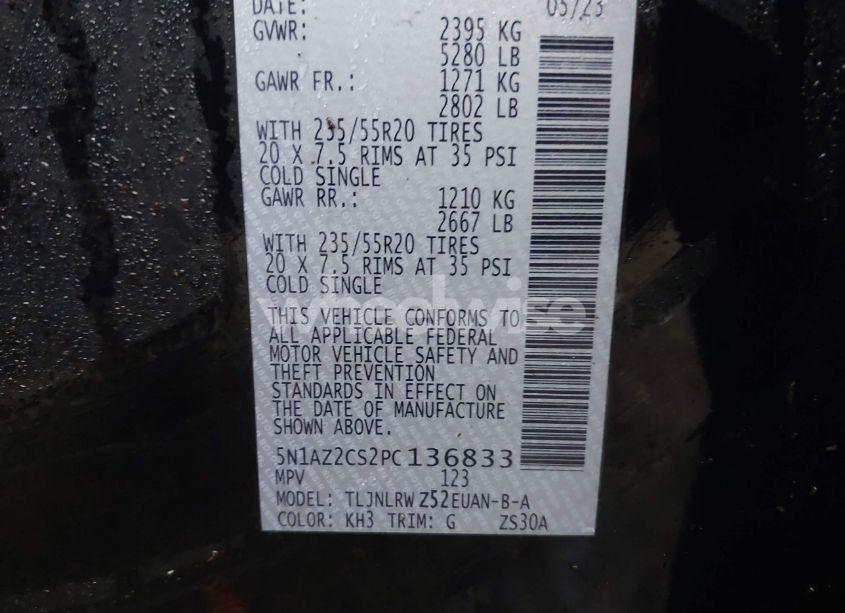 DATE: 05/23
GVWR: 2395 KG
5280 LB
GAWR FR.: 1271 KG
2802 LB
WITH 235/55R20 TIRES
20 X 7.5 RIMS AT 35 PSI
COLD SINGLE
GAWR RR.: 1210 KG
2667 LB
WITH 235/55R20 TIRES
20 X 7.5 RIMS AT 35 PSI
COLD SINGLE
wheelwise
THIS VEHICLE CONFORMS TO
ALL APPLICABLE FEDERAL
MOTOR VEHICLE SAFETY AND
THEFT PREVENTION
STANDARDS IN EFFECT ON
THE DATE OF MANUFACTURE
SHOWN ABOVE.
5N1AZ2CS2PC136833
MPV 123
MODEL: TLJNLRW Z52EUAN-B-A
COLOR: KH3 TRIM: G ZS30A